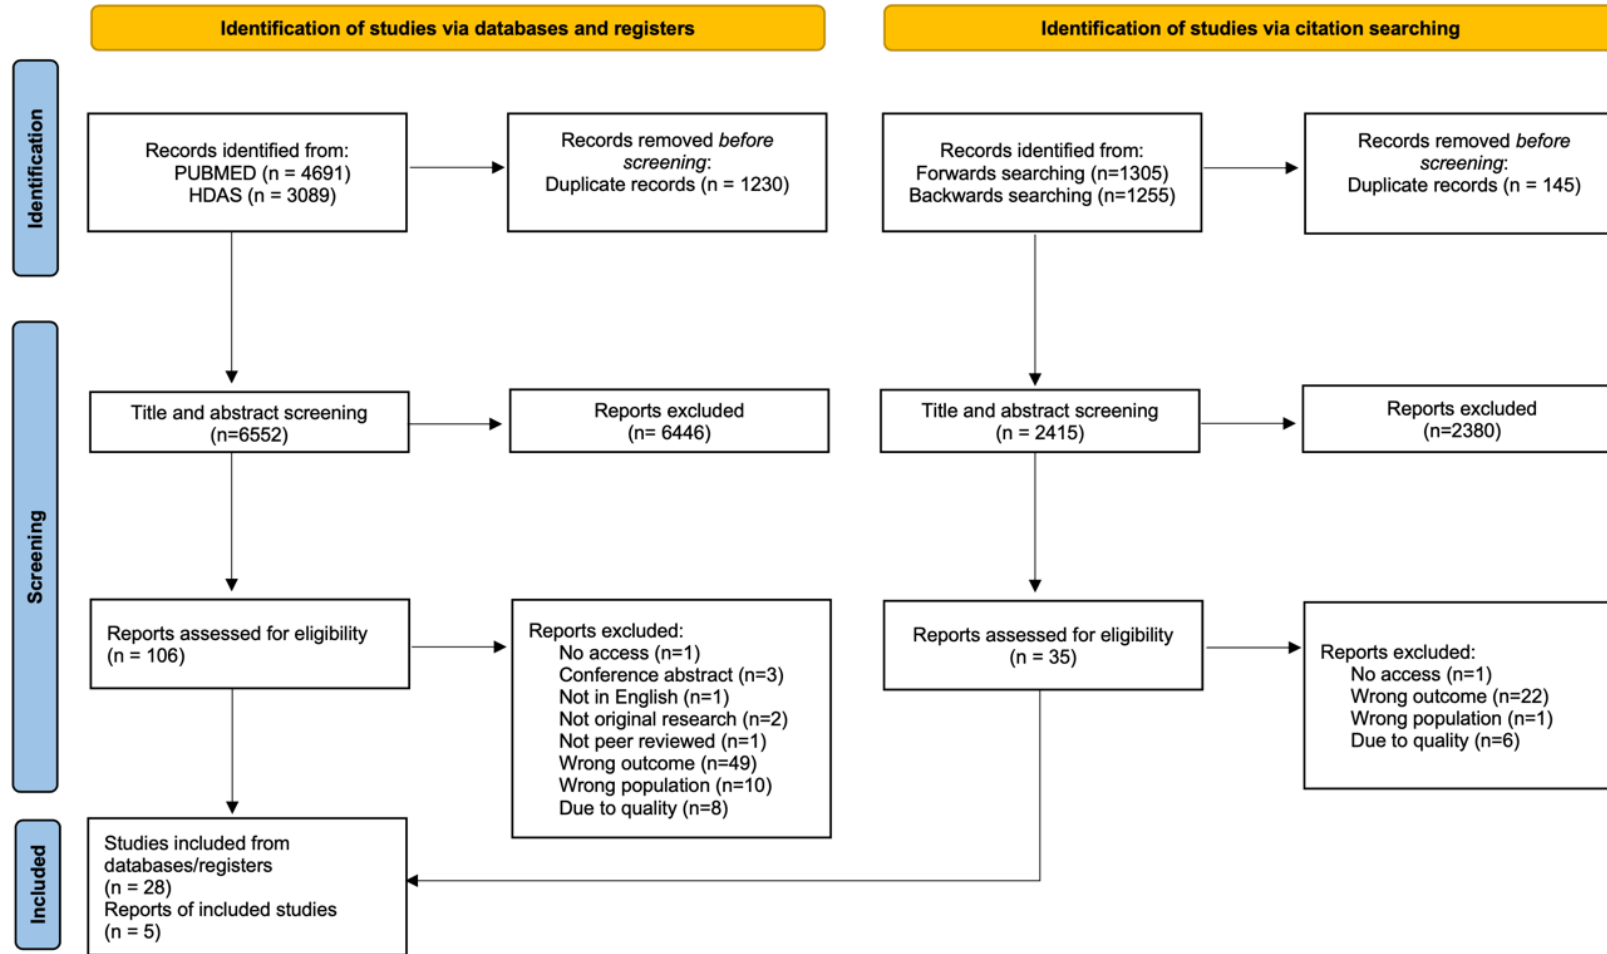 Identification of studies via databases and registers
Identification of studies via citation searching
Identification
Records identified from:
PUBMED (n = 4691)
HDAS (n = 3089)
Records removed before
screening:
Duplicate records (n = 1230)
Records identified from:
Forwards searching (n=1305)
Backwards searching (n=1255)
Records removed before
screening:
Duplicate records (n = 145)
Screening
Title and abstract screening
(n=6552)
Reports excluded
(n= 6446)
Title and abstract screening
(n = 2415)
Reports excluded
(n=2380)
Reports assessed for eligibility
(n = 106)
Reports excluded:
No access (n=1)
Conference abstract (n=3)
Not in English (n=1)
Not original research (n=2)
Not peer reviewed (n=1)
Wrong outcome (n=49)
Wrong population (n=10)
Due to quality (n=8)
Reports assessed for eligibility
(n = 35)
Reports excluded:
No access (n=1)
Wrong outcome (n=22)
Wrong population (n=1)
Due to quality (n=6)
Included
Studies included from
databases/registers
(n = 28)
Reports of included studies
(n = 5)